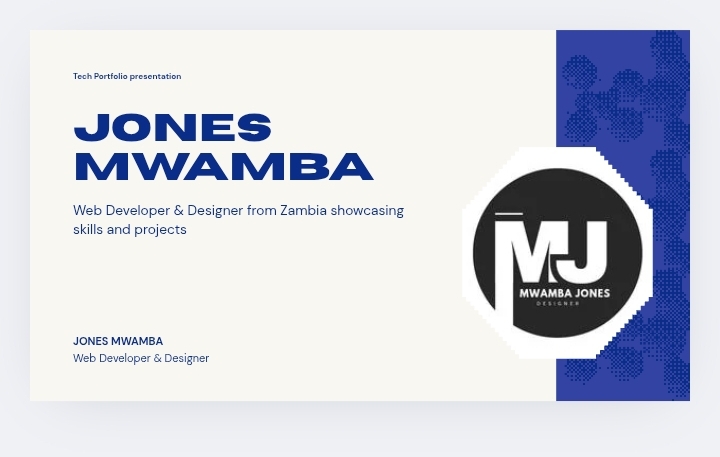 Tech Portfolio presentation
JONES
MWAMBA
Web Developer & Designer from Zambia showcasing
skills and projects
MJ
MWAMBA JONES
DESIGNER
JONES MWAMBA
Web Developer & Designer